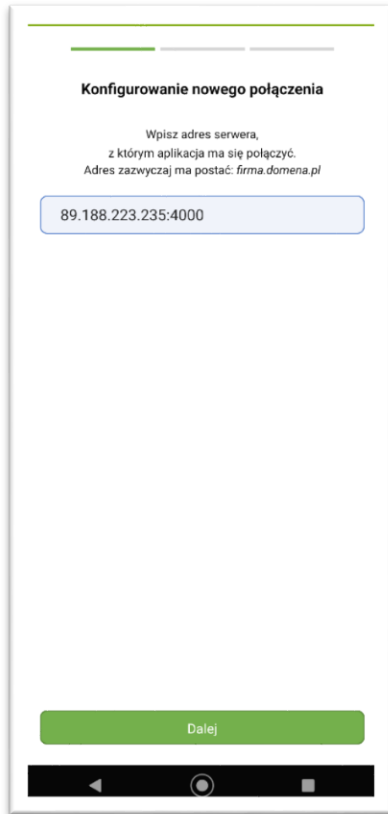 Konfigurowanie nowego połączenia
Wpisz adres serwera,
z którym aplikacja ma się połączyć.
Adres zazwyczaj ma postać: firma.domena.pl
89.188.223.235:4000
Dalej